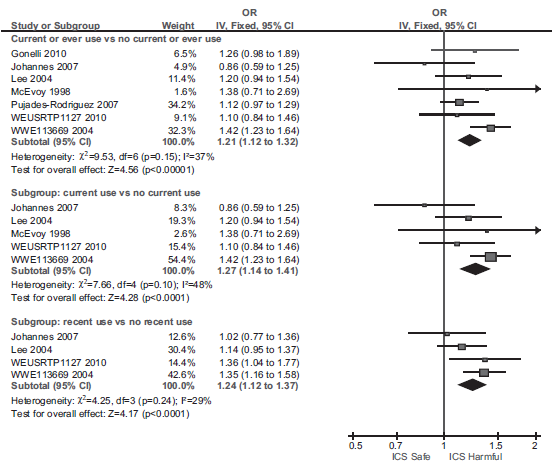 OR OR
Study or Subgroup Weight IV, Fixed, 95% CI IV, Fixed, 95% CI
Current or ever use vs no current or ever use
Gonelli 2010 6.5% 1.26 (0.98 to 1.89)
Johannes 2007 4.9% 0.86 (0.59 to 1.25)
Lee 2004 11.4% 1.20 (0.94 to 1.54)
McEvoy 1998 1.6% 1.38 (0.71 to 2.69)
Pujades-Rodriguez 2007 34.2% 1.12 (0.97 to 1.29)
WEUSRTP1127 2010 9.1% 1.10 (0.84 to 1.46)
WWE113669 2004 32.3% 1.42 (1.23 to 1.64)
Subtotal (95% CI) 100.0% 1.21 (1.12 to 1.32)
Heterogeneity: χ²=9.53, df=6 (p=0.15); I²=37%
Test for overall effect: Z=4.56 (p<0.00001)
Subgroup: current use vs no current use
Johannes 2007 8.3% 0.86 (0.59 to 1.25)
Lee 2004 19.3% 1.20 (0.94 to 1.54)
McEvoy 1998 2.6% 1.38 (0.71 to 2.69)
WEUSRTP1127 2010 15.4% 1.10 (0.84 to 1.46)
WWE113669 2004 54.4% 1.42 (1.23 to 1.64)
Subtotal (95% CI) 100.0% 1.27 (1.14 to 1.41)
Heterogeneity: χ²=7.66, df=4 (p=0.10); I²=48%
Test for overall effect: Z=4.28 (p<0.0001)
Subgroup: recent use vs no recent use
Johannes 2007 12.6% 1.02 (0.77 to 1.36)
Lee 2004 30.4% 1.14 (0.95 to 1.37)
WEUSRTP1127 2010 14.4% 1.36 (1.04 to 1.77)
WWE113669 2004 42.6% 1.35 (1.16 to 1.58)
Subtotal (95% CI) 100.0% 1.24 (1.12 to 1.37)
Heterogeneity: χ²=4.25, df=3 (p=0.24); I²=29%
Test for overall effect: Z=4.17 (p<0.0001)
0.5 0.7 1 1.5 2
ICS Safe ICS Harmful